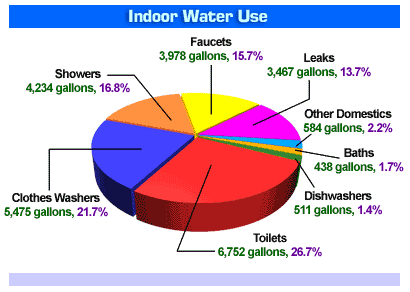 Indoor Water Use
Faucets
3,978 gallons, 15.7%
Leaks
3,467 gallons, 13.7%
Showers
4,234 gallons, 16.8%
Other Domestics
584 gallons, 2.2%
Baths
438 gallons, 1.7%
Dishwashers
511 gallons, 1.4%
Clothes Washers
5,475 gallons, 21.7%
Toilets
6,752 gallons, 26.7%